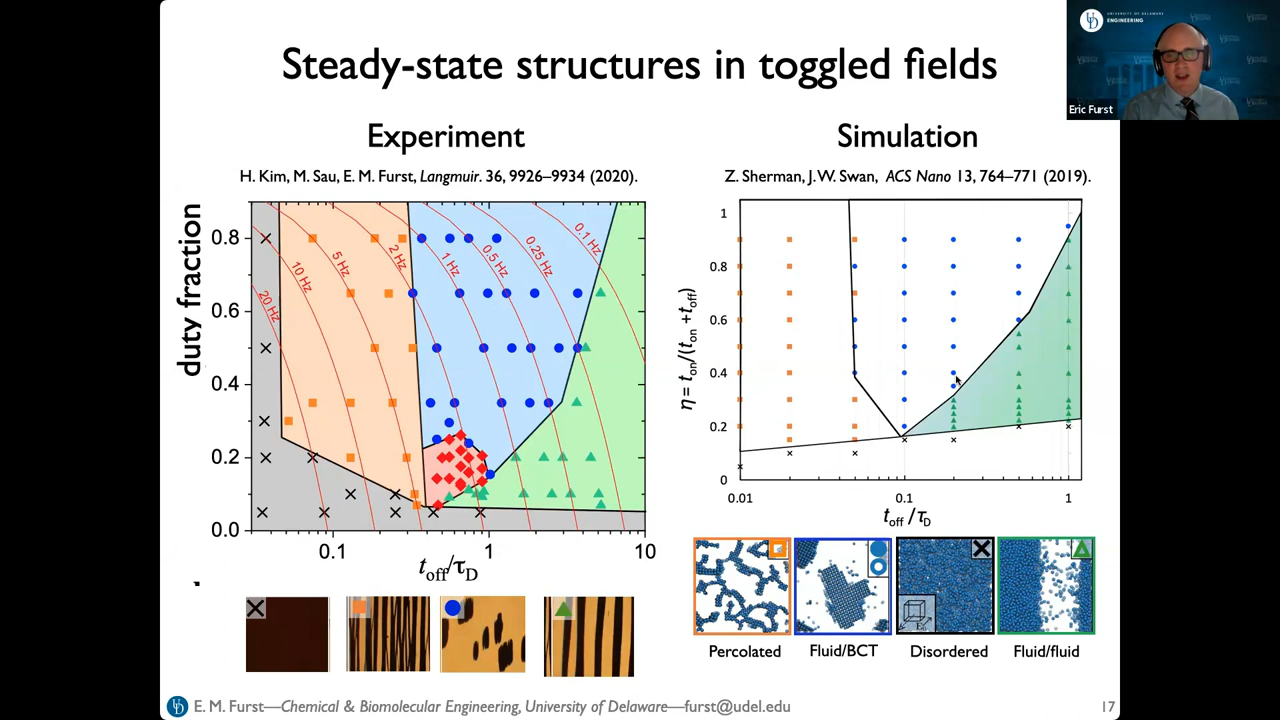 UNIVERSITY OF DELAWARE
ENGINEERING
Eric Furst
Steady-state structures in toggled fields
Experiment
H. Kim, M. Sau, E. M. Furst, Langmuir. 36, 9926–9934 (2020).
duty fraction
0.8
0.6
0.4
0.2
0.0
20 Hz
10 Hz
5 Hz
2 Hz
1 Hz
0.5 Hz
0.25 Hz
0.1 Hz
0.1
1
10
toff/τD
Simulation
Z. Sherman, J. W. Swan, ACS Nano 13, 764–771 (2019).
η = ton/(ton +toff)
1
0.8
0.6
0.4
0.2
0
0.01
0.1
1
toff /τD
Percolated
Fluid/BCT
Disordered
Fluid/fluid
UD E. M. Furst—Chemical & Biomolecular Engineering, University of Delaware—furst@udel.edu
17